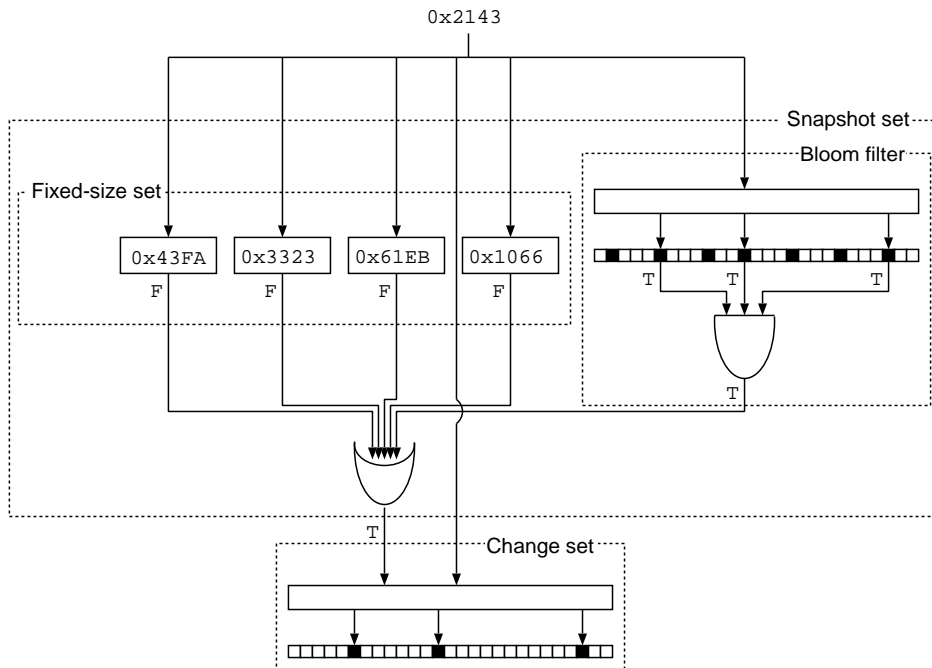 0x2143
Snapshot set
Bloom filter
Fixed-size set
0x43FA 0x3323 0x61EB 0x1066
F F F F
T T T
T
T
Change set